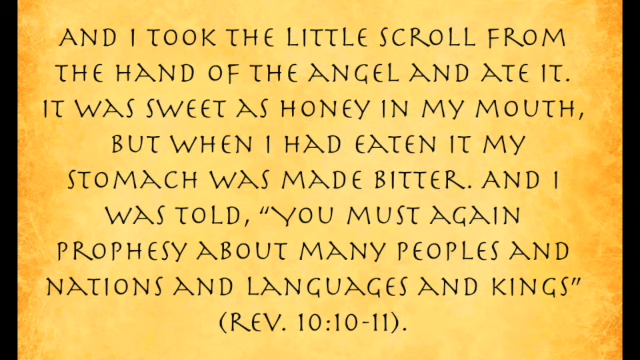 And I took the little scroll from
the hand of the angel and ate it.
It was sweet as honey in my mouth,
but when I had eaten it my
stomach was made bitter. And I
was told, “You must again
prophesy about many peoples and
nations and languages and kings”
(Rev. 10:10-11).